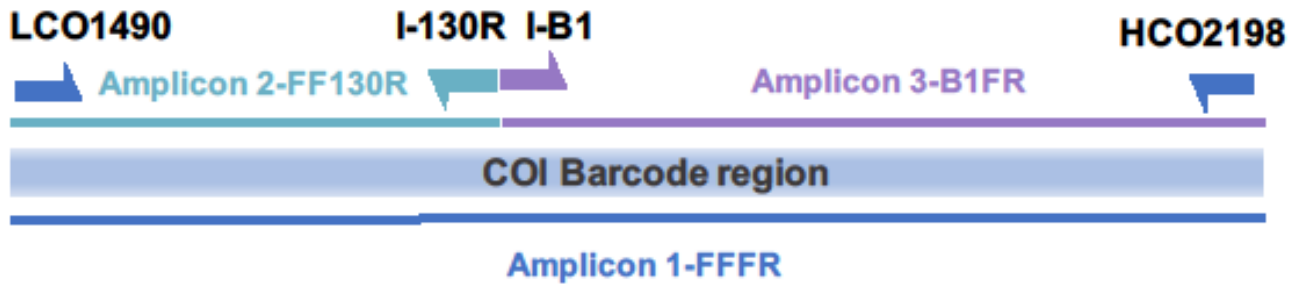 LCO1490 I-130R I-B1 HCO2198
Amplicon 2-FF130R Amplicon 3-B1FR
COI Barcode region
Amplicon 1-FFFR